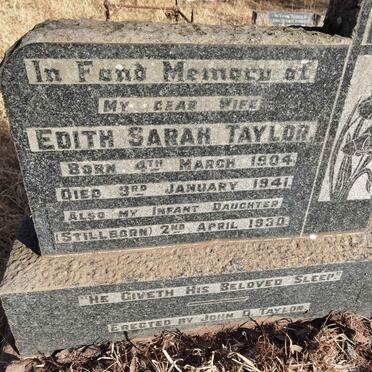 In Fond Memory of
MY DEAR WIFE
EDITH SARAH TAYLOR
BORN 4TH MARCH 1904
DIED 3RD JANUARY 1941
ALSO MY INFANT DAUGHTER
(STILLBORN) 2ND APRIL 1930
"HE GIVETH HIS BELOVED SLEEP"
ERECTED BY JOHN D. TAYLOR